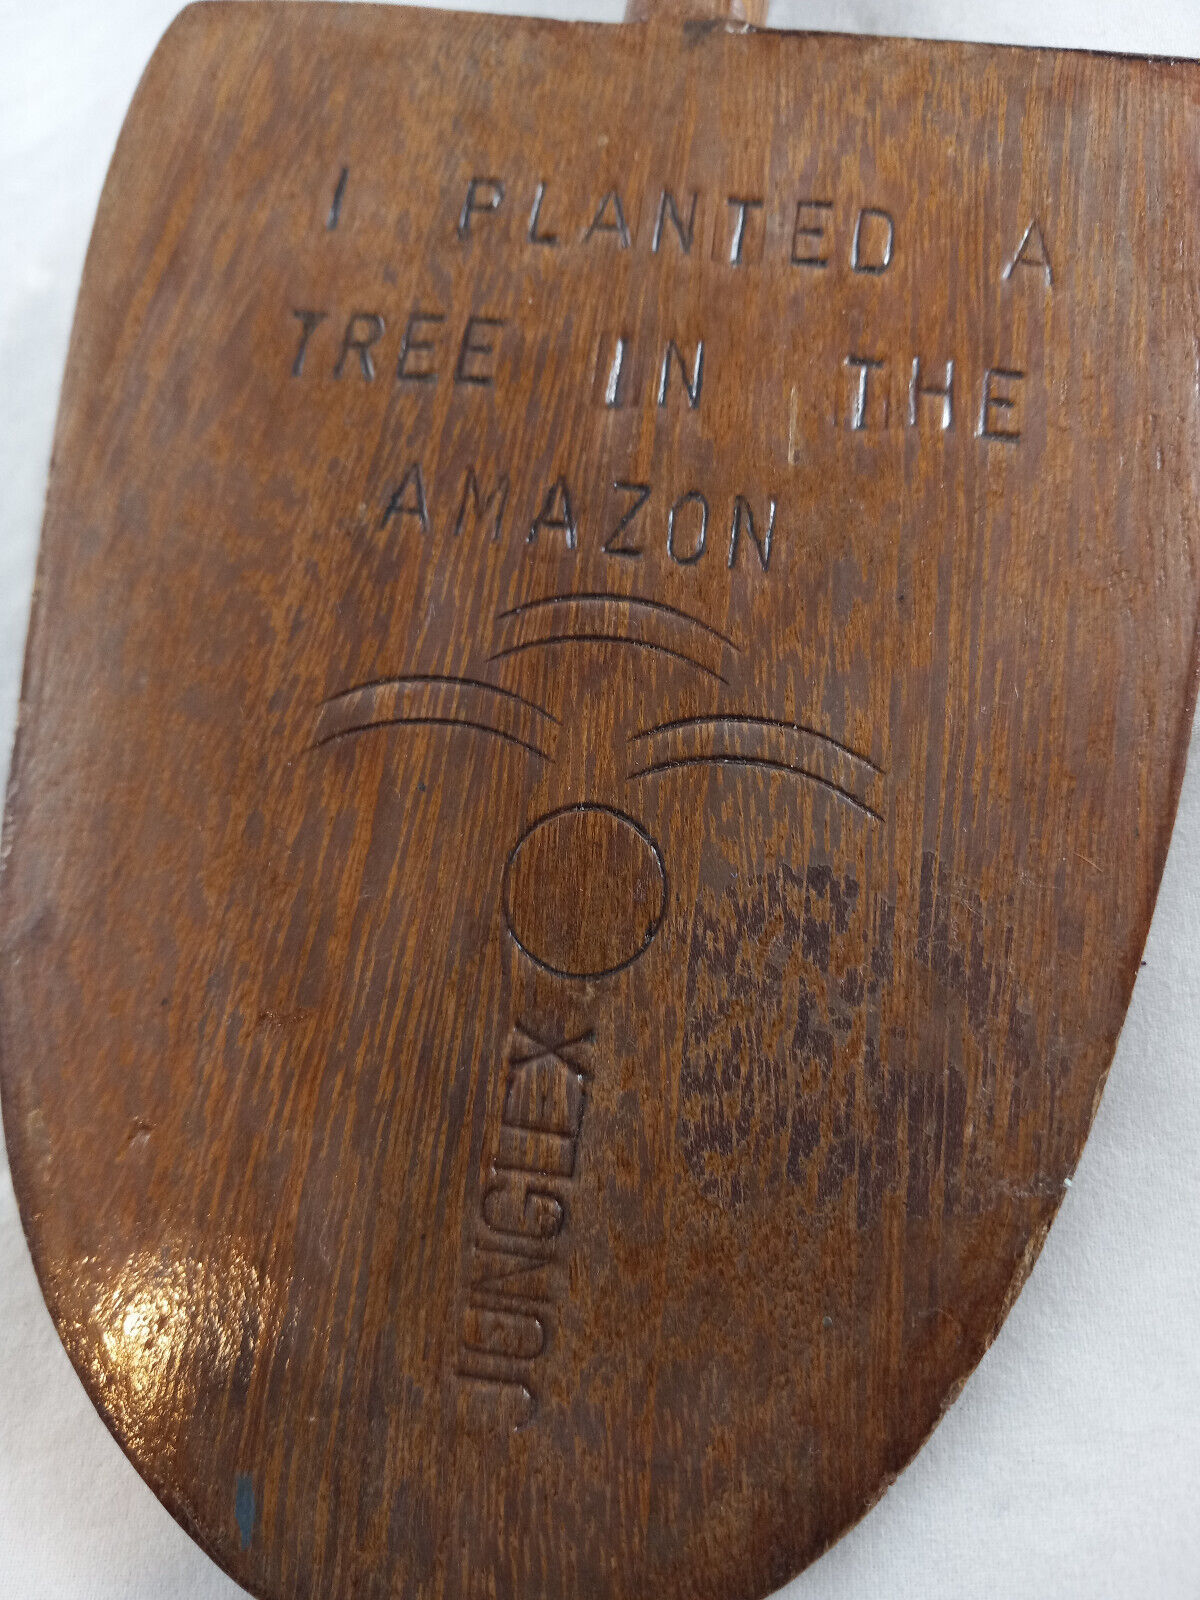 I PLANTED A
TREE IN THE
AMAZON
JUNGLEX